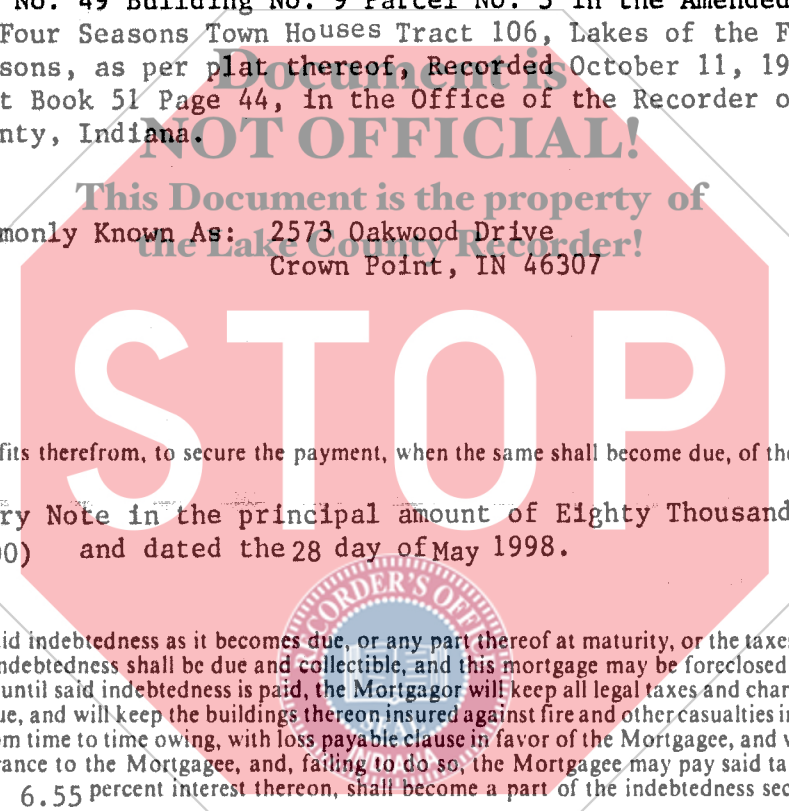 No. 49 Building No. 9 Parcel No. 5 in the Amended
Four Seasons Town Houses Tract 106, Lakes of the F
sons, as per plat thereof, Recorded October 11, 19
t Book 51 Page 44, in the Office of the Recorder o
nty, Indiana.
Document is
NOT OFFICIAL!
This Document is the property of
the Lake County Recorder!
monly Known As: 2573 Oakwood Drive
Crown Point, IN 46307
STOP
fits therefrom, to secure the payment, when the same shall become due, of the
ry Note in the principal amount of Eighty Thousand
00) and dated the 28 day of May 1998.
RECORDER'S OFFI
id indebtedness as it becomes due, or any part thereof at maturity, or the taxes
ndebtedness shall be due and collectible, and this mortgage may be foreclosed
until said indebtedness is paid, the Mortgagor will keep all legal taxes and char
ue, and will keep the buildings thereon insured against fire and other casualties in
om time to time owing, with loss payable clause in favor of the Mortgagee, and w
rance to the Mortgagee, and, failing to do so, the Mortgagee may pay said ta
6.55 percent interest thereon, shall become a part of the indebtedness sec